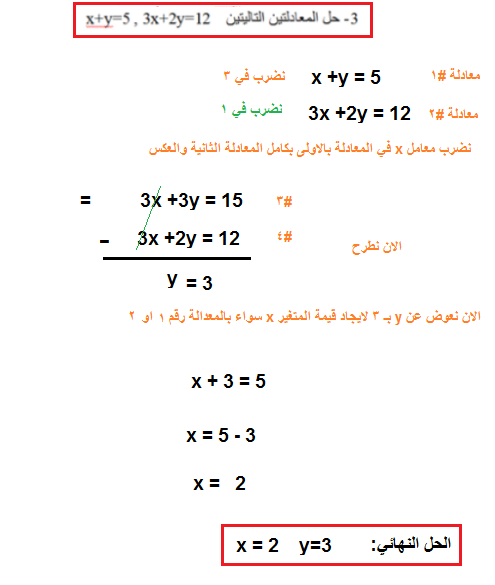 3- حل المعادلتين التاليتين x+y=5 , 3x+2y=12
معادلة #١ x +y = 5 نضرب في ٣
معادلة #٢ 3x +2y = 12 نضرب في ١
نضرب معامل x في المعادلة بالاولى بكامل المعادلة الثانية والعكس
= 3x +3y = 15 #٣
– 3x +2y = 12 #٤ الان نطرح
y = 3
الان نعوض عن y بـ ٣ لايجاد قيمة المتغير x سواء بالمعدالة رقم ١ او ٢
x + 3 = 5
x = 5 - 3
x = 2
الحل النهائي: x = 2 y=3